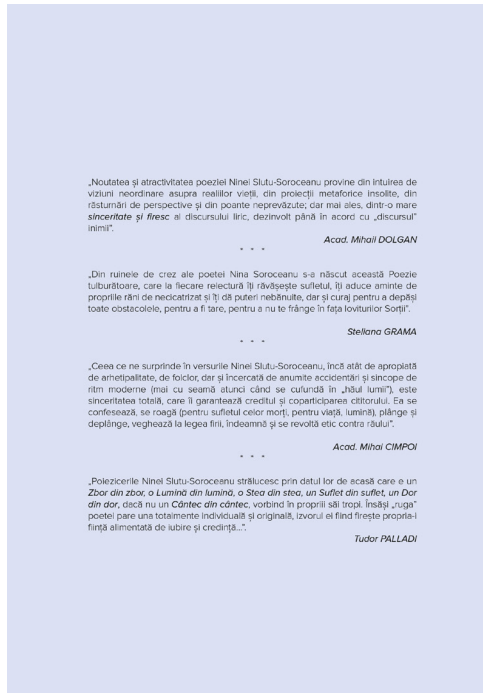 „Noutatea și atractivitatea poeziei Ninei Slutu-Soroceanu provine din intuirea de
viziuni neordinare asupra realiilor vieții, din proiecții metaforice insolite, din
răsturnări de perspective și din poante neprevăzute; dar mai ales, dintr-o mare
sinceritate și firesc al discursului liric, dezinvolt până în acord cu „discursul”
inimii”.
Acad. Mihail DOLGAN
* * *
„Din ruinele de crez ale poetei Nina Soroceanu s-a născut această Poezie
tulburătoare, care la fiecare relectură îți răvășește sufletul, îți aduce aminte de
propriile răni de necicatrizat și îți dă puteri nebănuite, dar și curaj pentru a depăși
toate obstacolele, pentru a fi tare, pentru a nu te frânge în fața loviturilor Sorții”.
Steliana GRAMA
* * *
„Ceea ce ne surprinde în versurile Ninei Slutu-Soroceanu, încă atât de apropiată
de arhetipalitate, de folclor, dar și încercată de anumite accidentări și sincope de
ritm moderne (mai cu seamă atunci când se cufundă în „hăul lumii”), este
sinceritatea totală, care îi garantează creditul și coparticiparea cititorului. Ea se
confesează, se roagă (pentru sufletul celor morți, pentru viață, lumină), plânge și
deplânge, veghează la legea firii, îndeamnă și se revoltă etic contra răului”.
Acad. Mihai CIMPOI
* * *
„Poiezicerile Ninei Slutu-Soroceanu strălucesc prin datul lor de acasă care e un
Zbor din zbor, o Lumină din lumină, o Stea din stea, un Suflet din suflet, un Dor
din dor, dacă nu un Cântec din cântec, vorbind în propriii săi tropi. Însăși „ruga”
poetei pare una totalmente individuală și originală, izvorul ei fiind firește propria-i
ființă alimentată de iubire și credință...”.
Tudor PALLADI